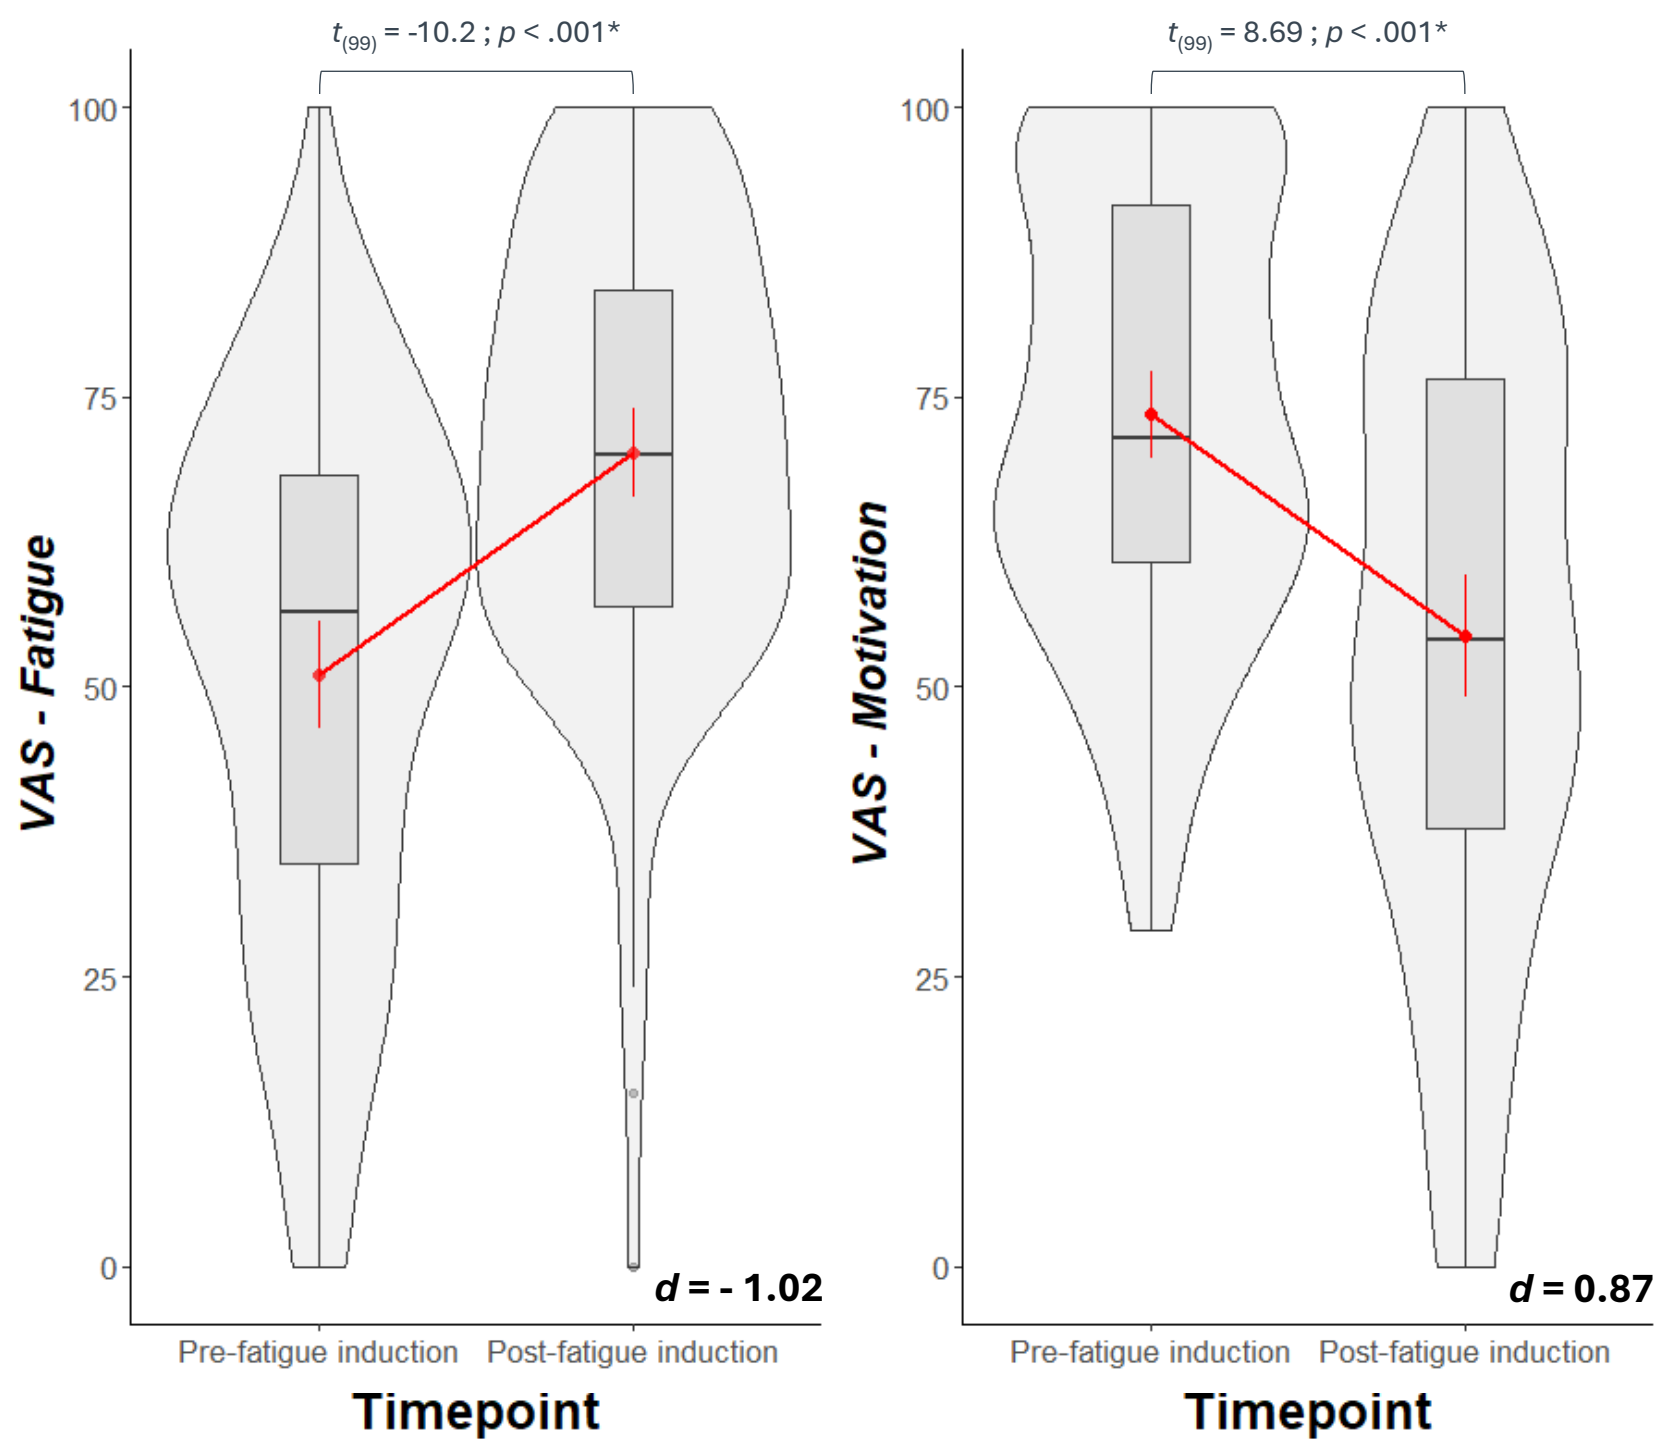 t(99) = -10.2 ; p < .001*
100
75
50
25
0
VAS - Fatigue
d = - 1.02
Pre-fatigue induction Post-fatigue induction
Timepoint
t(99) = 8.69 ; p < .001*
100
75
50
25
0
VAS - Motivation
d = 0.87
Pre-fatigue induction Post-fatigue induction
Timepoint